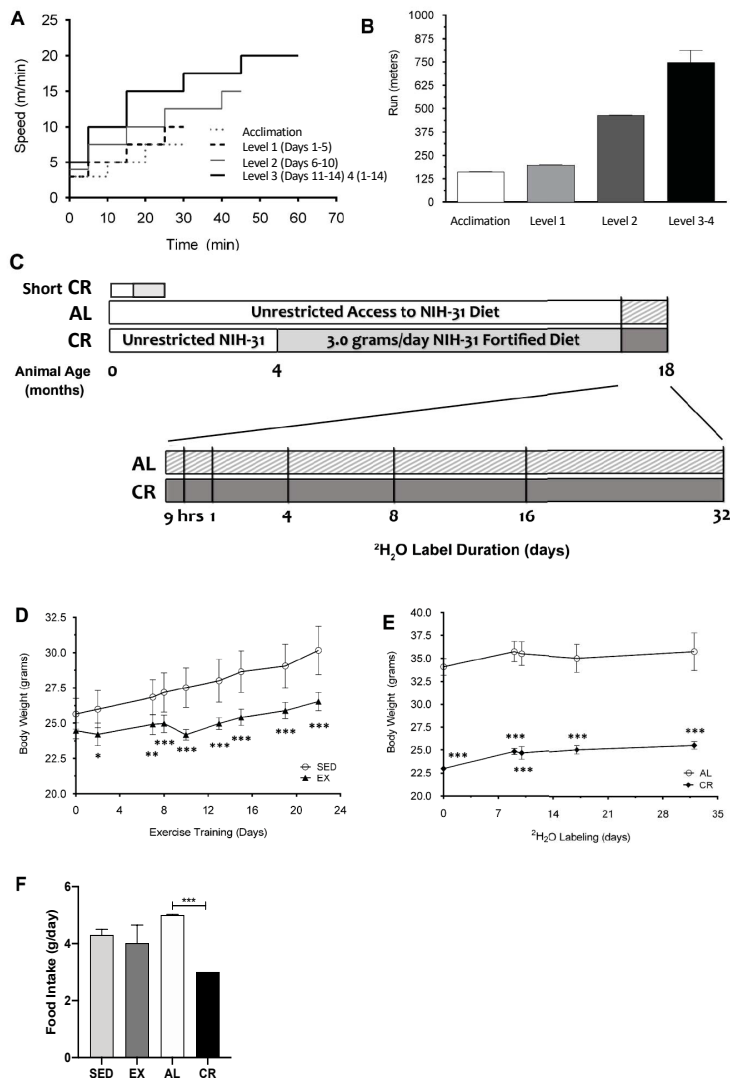 A
Speed (m/min)
25
20
15
10
5
0
0 10 20 30 40 50 60 70
Time (min)
Acclimation
Level 1 (Days 1-5)
Level 2 (Days 6-10)
Level 3 (Days 11-14) 4 (1-14)
B
Run (meters)
1000
875
750
625
500
375
250
125
0
Acclimation Level 1 Level 2 Level 3-4
C
Short CR
AL Unrestricted Access to NIH-31 Diet
CR Unrestricted NIH-31 3.0 grams/day NIH-31 Fortified Diet
Animal Age (months) 0 4 18
AL
CR
9 hrs 1 4 8 16 32
²H₂O Label Duration (days)
D
Body Weight (grams)
32.5
30.0
27.5
25.0
22.5
20.0
* ** *** *** *** *** *** ***
SED
EX
0 4 8 12 16 20 24
Exercise Training (Days)
E
Body Weight (grams)
40.0
37.5
35.0
32.5
30.0
27.5
25.0
22.5
20.0
*** *** *** *** ***
AL
CR
0 7 14 21 28 35
²H₂O Labeling (days)
F
Food Intake (g/day)
6
4
2
0
***
SED EX AL CR